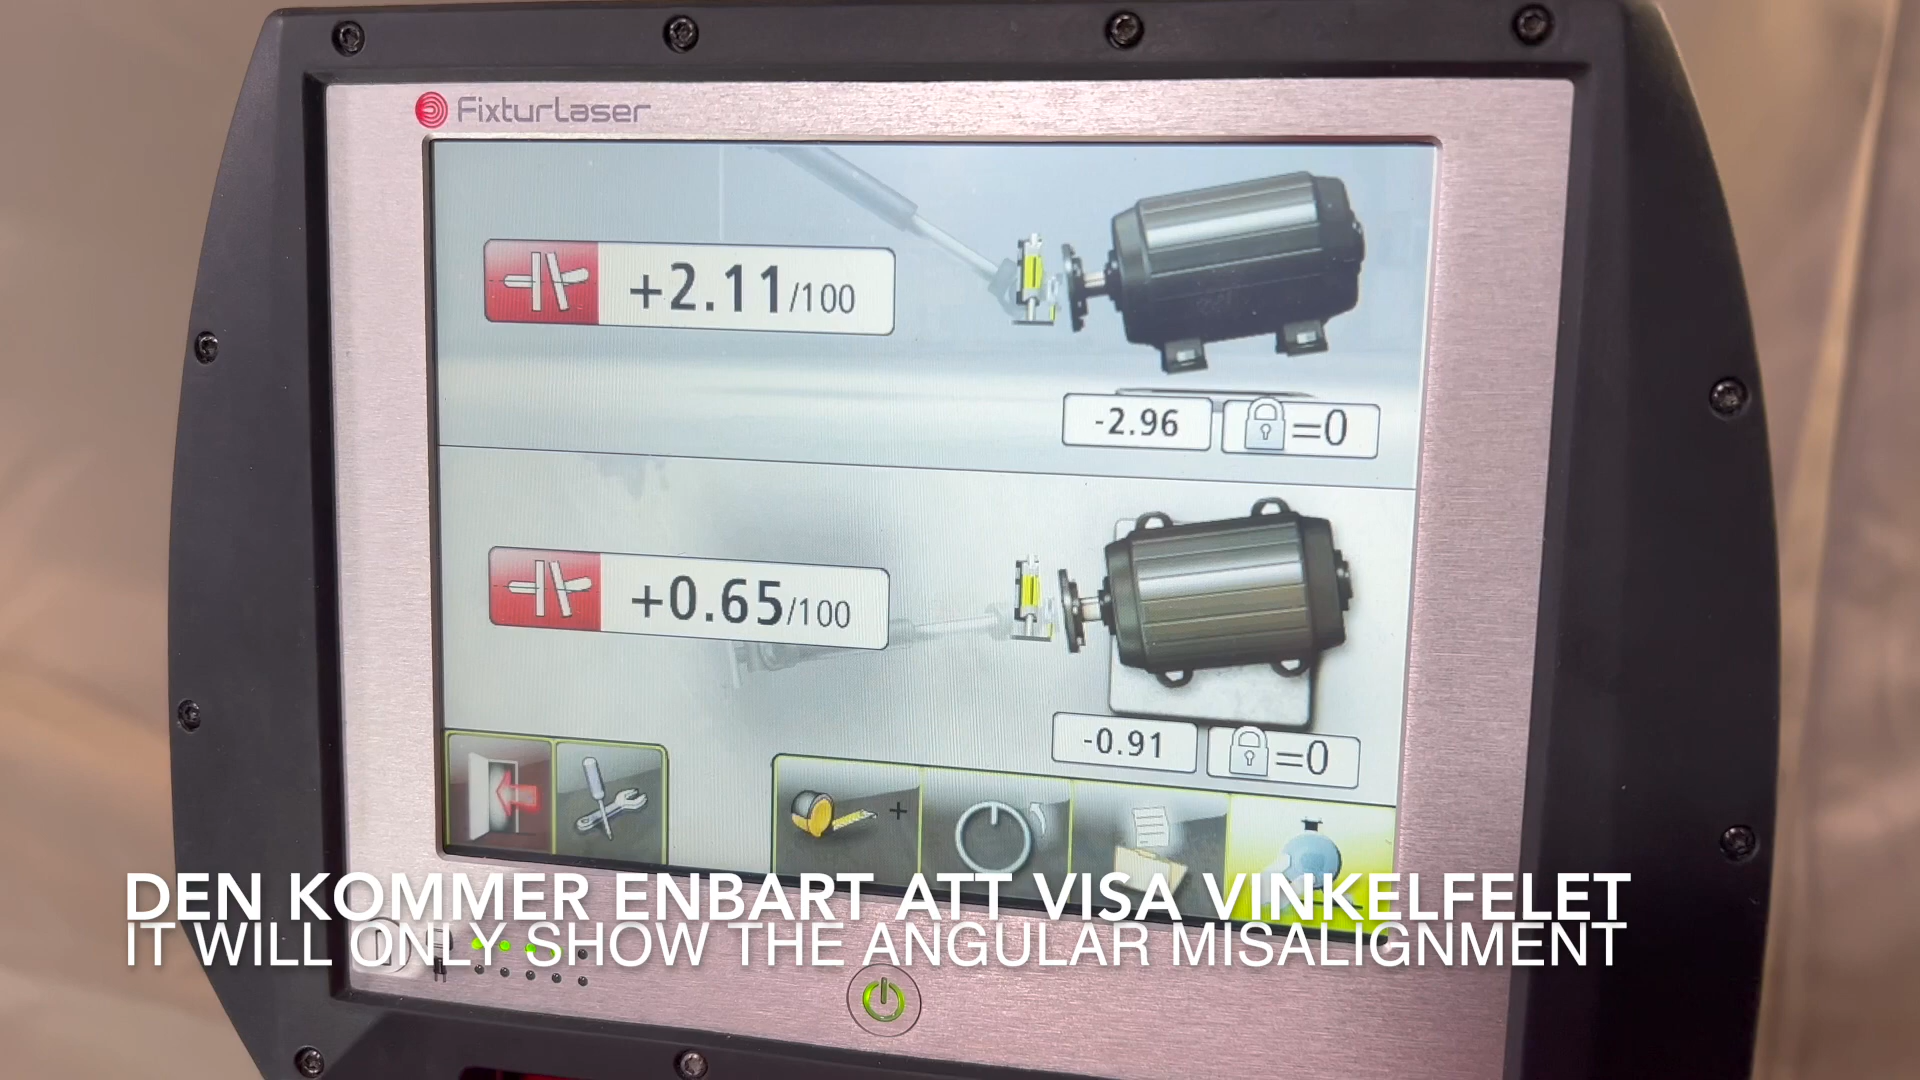 FixturLaser
+2.11/100
-2.96
=0
+0.65/100
-0.91
=0
+
DEN KOMMER ENBART ATT VISA VINKELFELET
IT WILL ONLY SHOW THE ANGULAR MISALIGNMENT